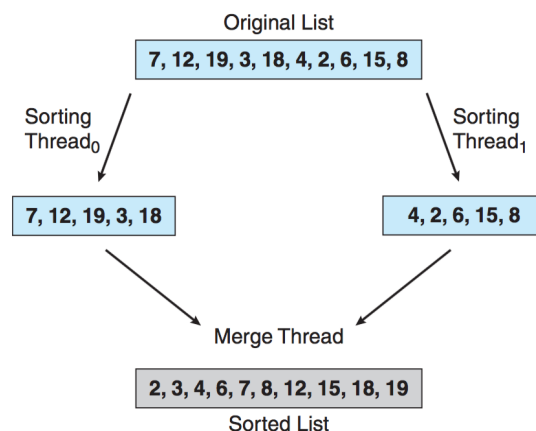 Original List
7, 12, 19, 3, 18, 4, 2, 6, 15, 8
Sorting
Thread₀
Sorting
Thread₁
7, 12, 19, 3, 18
4, 2, 6, 15, 8
Merge Thread
2, 3, 4, 6, 7, 8, 12, 15, 18, 19
Sorted List